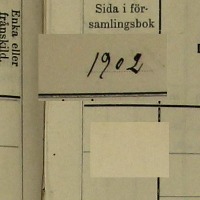 Enka eller
frånskild.
Sida i för-
samlingsbok
1902